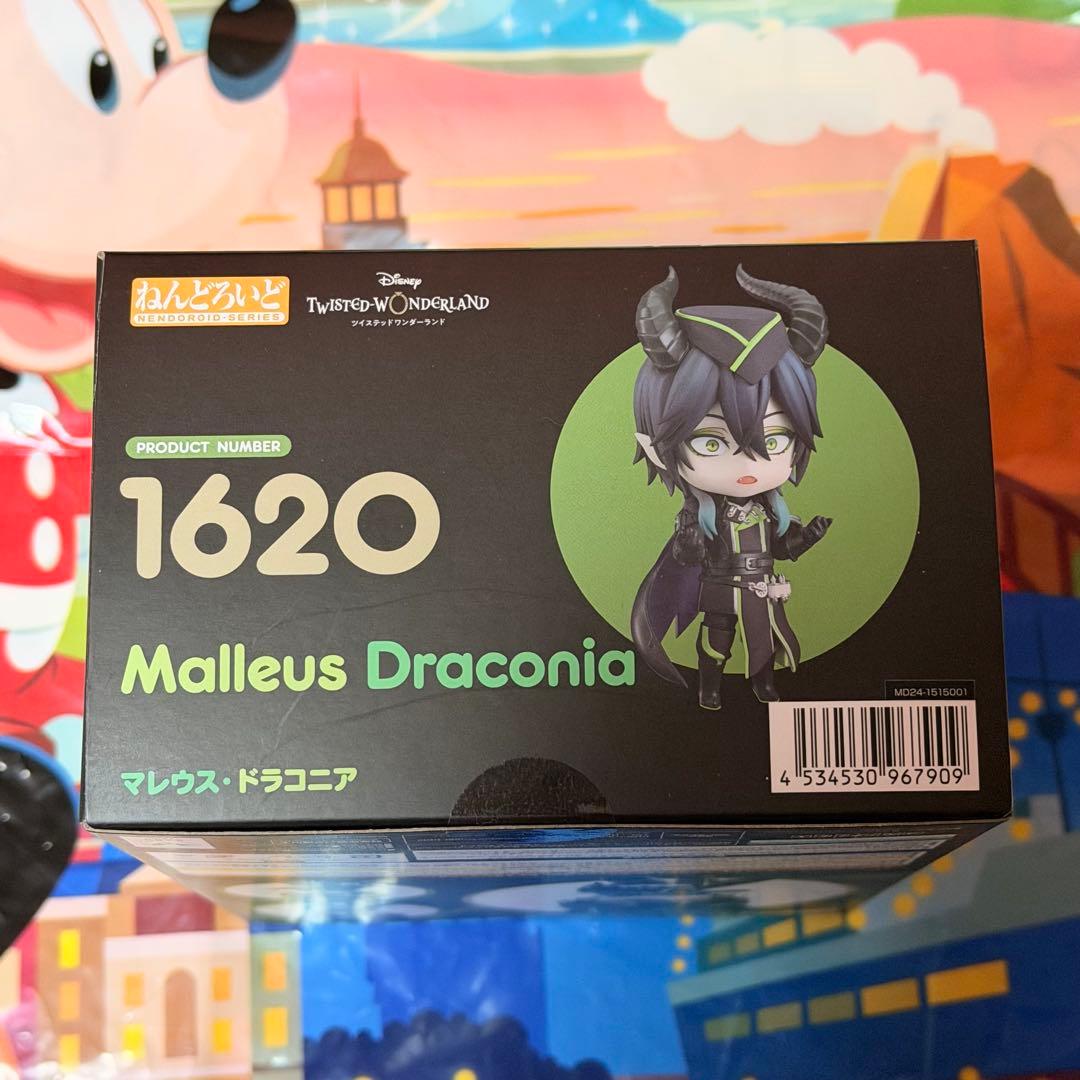 ねんどろいど
NENDOROID-SERIES
Disney
TWISTED-WONDERLAND
ツイステッドワンダーランド
PRODUCT NUMBER
1620
Malleus Draconia
マレウス・ドラコニア
MD24-1515001
4 534530 967909